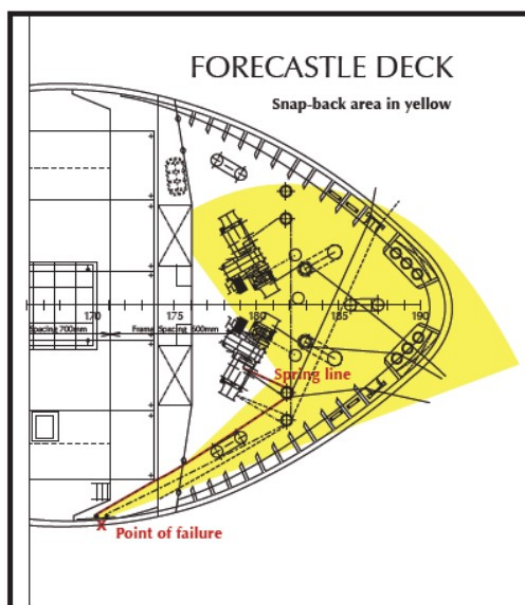 FORECASTLE DECK
Snap-back area in yellow
170
175
180
185
190
Spacing 700mm
Frame Spacing 600mm
Spring line
X
Point of failure